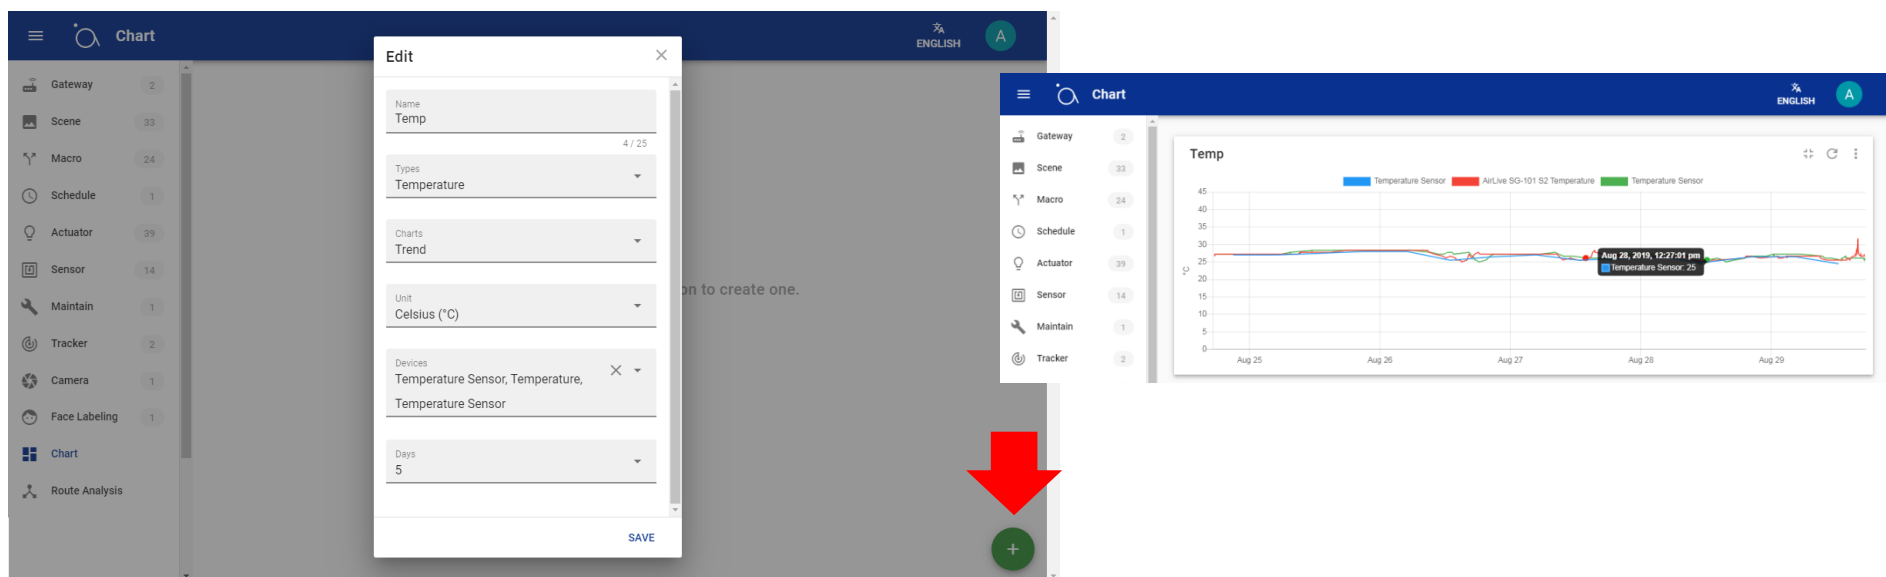 Chart
ENGLISH
A
Gateway 2
Scene 33
Macro 24
Schedule 1
Actuator 39
Sensor 14
Maintain 1
Tracker 2
Camera 1
Face Labeling 1
Chart
Route Analysis
Edit
Name
Temp
4 / 25
Types
Temperature
Charts
Trend
Unit
Celsius (°C)
Devices
Temperature Sensor, Temperature,
Temperature Sensor
Days
5
SAVE
on to create one.
+
Chart
ENGLISH
A
Gateway 2
Scene 33
Macro 24
Schedule 1
Actuator 39
Sensor 14
Maintain 1
Tracker 2
Temp
Temperature Sensor AirLive SG-101 S2 Temperature Temperature Sensor
45
40
35
30
25
20
15
10
5
0
°C
Aug 28, 2019, 12:27:01 pm
Temperature Sensor: 25
Aug 25 Aug 26 Aug 27 Aug 28 Aug 29